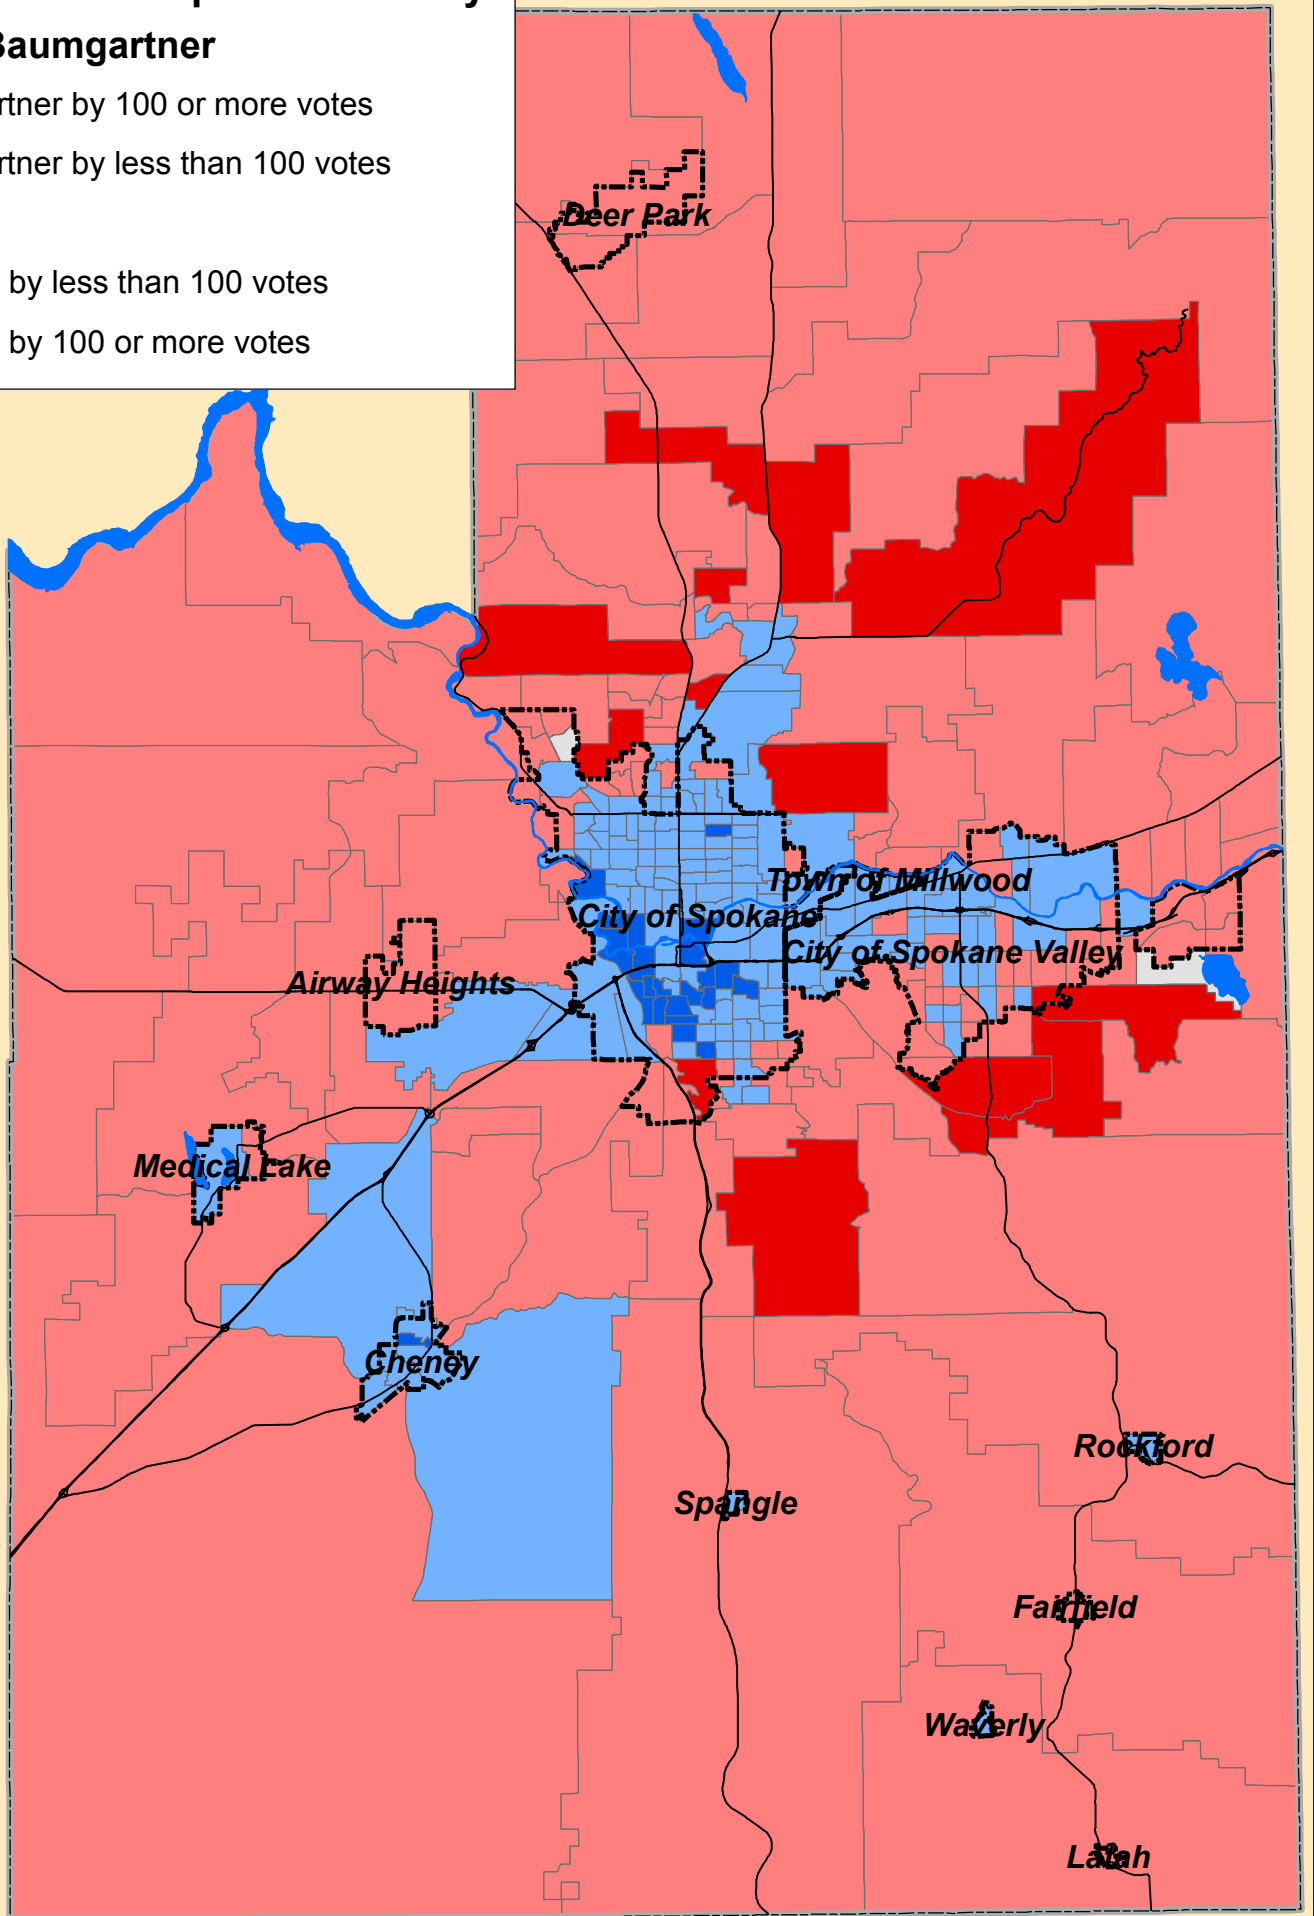 Baumgartner
rtner by 100 or more votes
rtner by less than 100 votes
by less than 100 votes
by 100 or more votes
Deer Park
Town of Millwood
City of Spokane
City of Spokane Valley
Airway Heights
Medical Lake
Cheney
Rockford
Spangle
Fairfield
Waverly
Latah